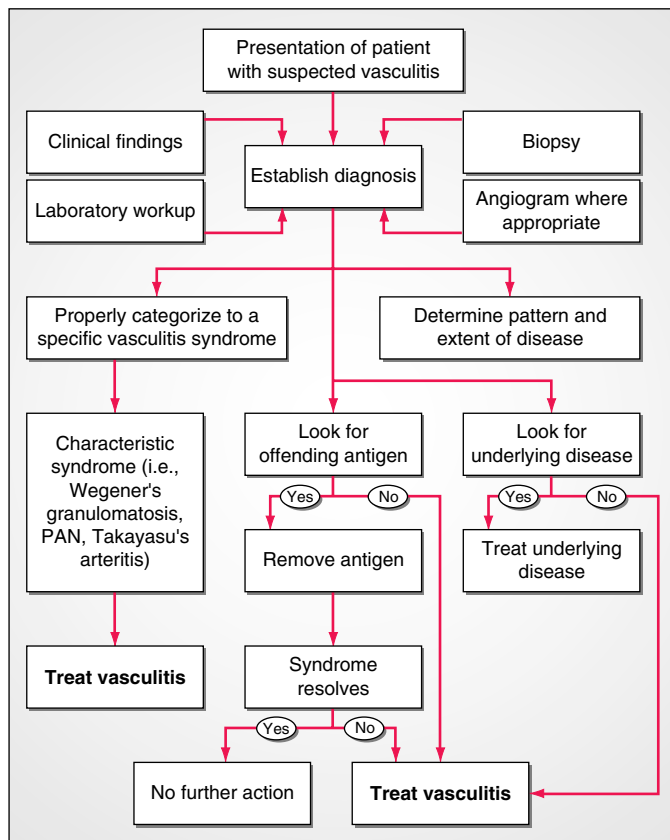 Presentation of patient
with suspected vasculitis
Clinical findings
Biopsy
Establish diagnosis
Laboratory workup
Angiogram where
appropriate
Properly categorize to a
specific vasculitis syndrome
Determine pattern and
extent of disease
Characteristic
syndrome (i.e.,
Wegener's
granulomatosis,
PAN, Takayasu's
arteritis)
Look for
offending antigen
Look for
underlying disease
Yes
No
Yes
No
Remove antigen
Treat underlying
disease
Treat vasculitis
Syndrome
resolves
Yes
No
No further action
Treat vasculitis